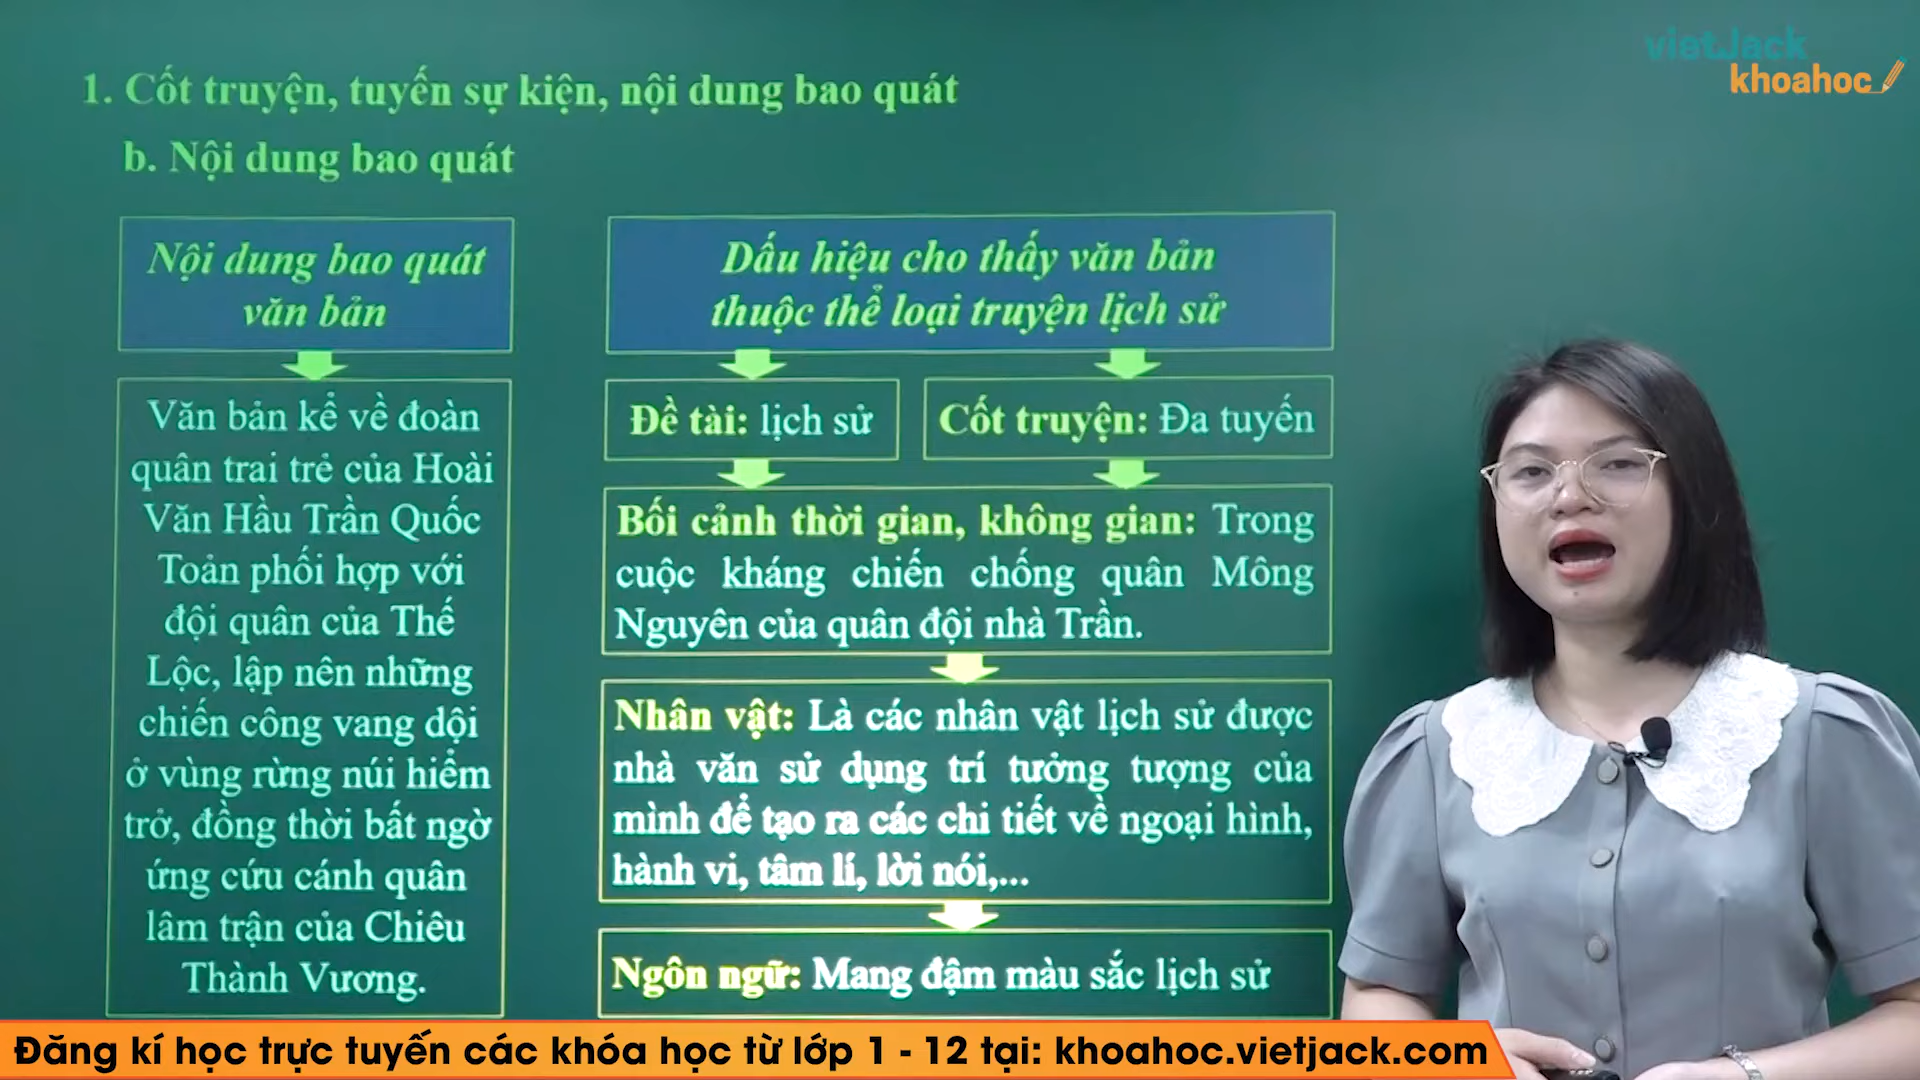 vietJack
khoahoc
1. Cốt truyện, tuyến sự kiện, nội dung bao quát
b. Nội dung bao quát
Nội dung bao quát
văn bản
Văn bản kể về đoàn
quân trai trẻ của Hoài
Văn Hầu Trần Quốc
Toản phối hợp với
đội quân của Thế
Lộc, lập nên những
chiến công vang dội
ở vùng rừng núi hiểm
trở, đồng thời bất ngờ
ứng cứu cánh quân
lâm trận của Chiêu
Thành Vương.
Dấu hiệu cho thấy văn bản
thuộc thể loại truyện lịch sử
Đề tài: lịch sử
Cốt truyện: Đa tuyến
Bối cảnh thời gian, không gian: Trong
cuộc kháng chiến chống quân Mông
Nguyên của quân đội nhà Trần.
Nhân vật: Là các nhân vật lịch sử được
nhà văn sử dụng trí tưởng tượng của
mình để tạo ra các chi tiết về ngoại hình,
hành vi, tâm lí, lời nói,...
Ngôn ngữ: Mang đậm màu sắc lịch sử
Đăng kí học trực tuyến các khóa học từ lớp 1 - 12 tại: khoahoc.vietjack.com